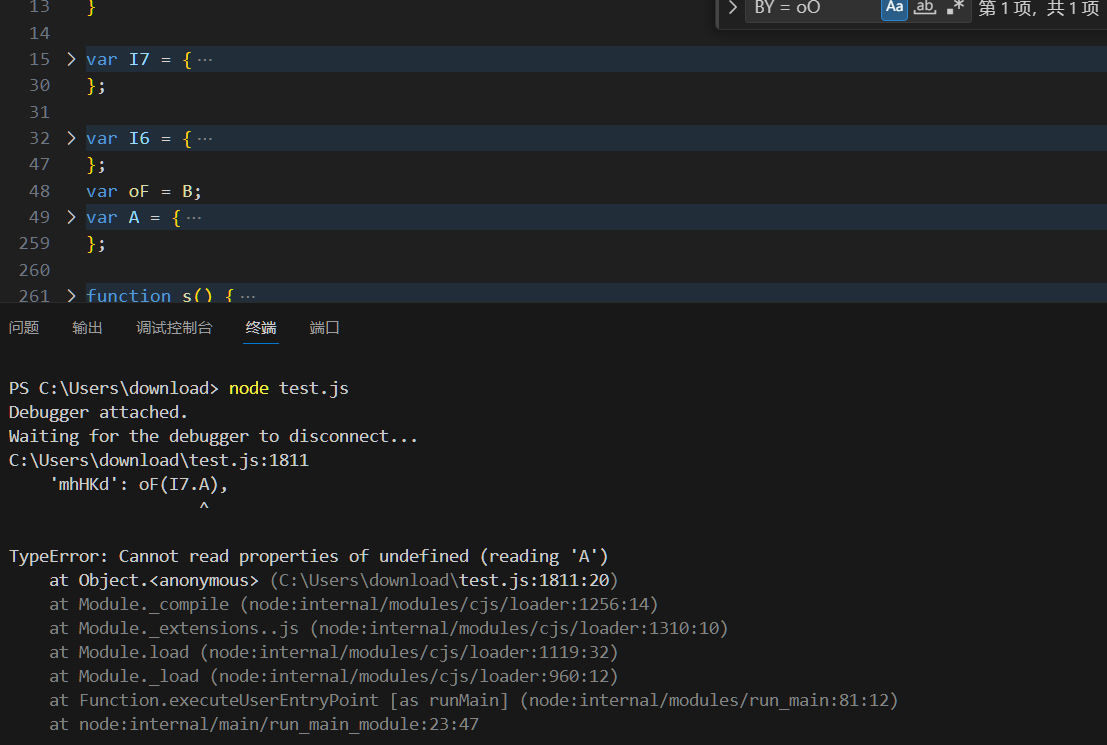 BY = oO Aa ab 第 1 项，共 1 项
13 }
14
15 var I7 = { ···
30 };
31
32 var I6 = { ···
47 };
48 var oF = B;
49 var A = { ···
259 };
260
261 function s() { ···
问题 输出 调试控制台 终端 端口
PS C:\Users\download> node test.js
Debugger attached.
Waiting for the debugger to disconnect...
C:\Users\download\test.js:1811
'mhHKd': oF(I7.A),
^
TypeError: Cannot read properties of undefined (reading 'A')
at Object.<anonymous> (C:\Users\download\test.js:1811:20)
at Module._compile (node:internal/modules/cjs/loader:1256:14)
at Module._extensions..js (node:internal/modules/cjs/loader:1310:10)
at Module.load (node:internal/modules/cjs/loader:1119:32)
at Module._load (node:internal/modules/cjs/loader:960:12)
at Function.executeUserEntryPoint [as runMain] (node:internal/modules/run_main:81:12)
at node:internal/main/run_main_module:23:47